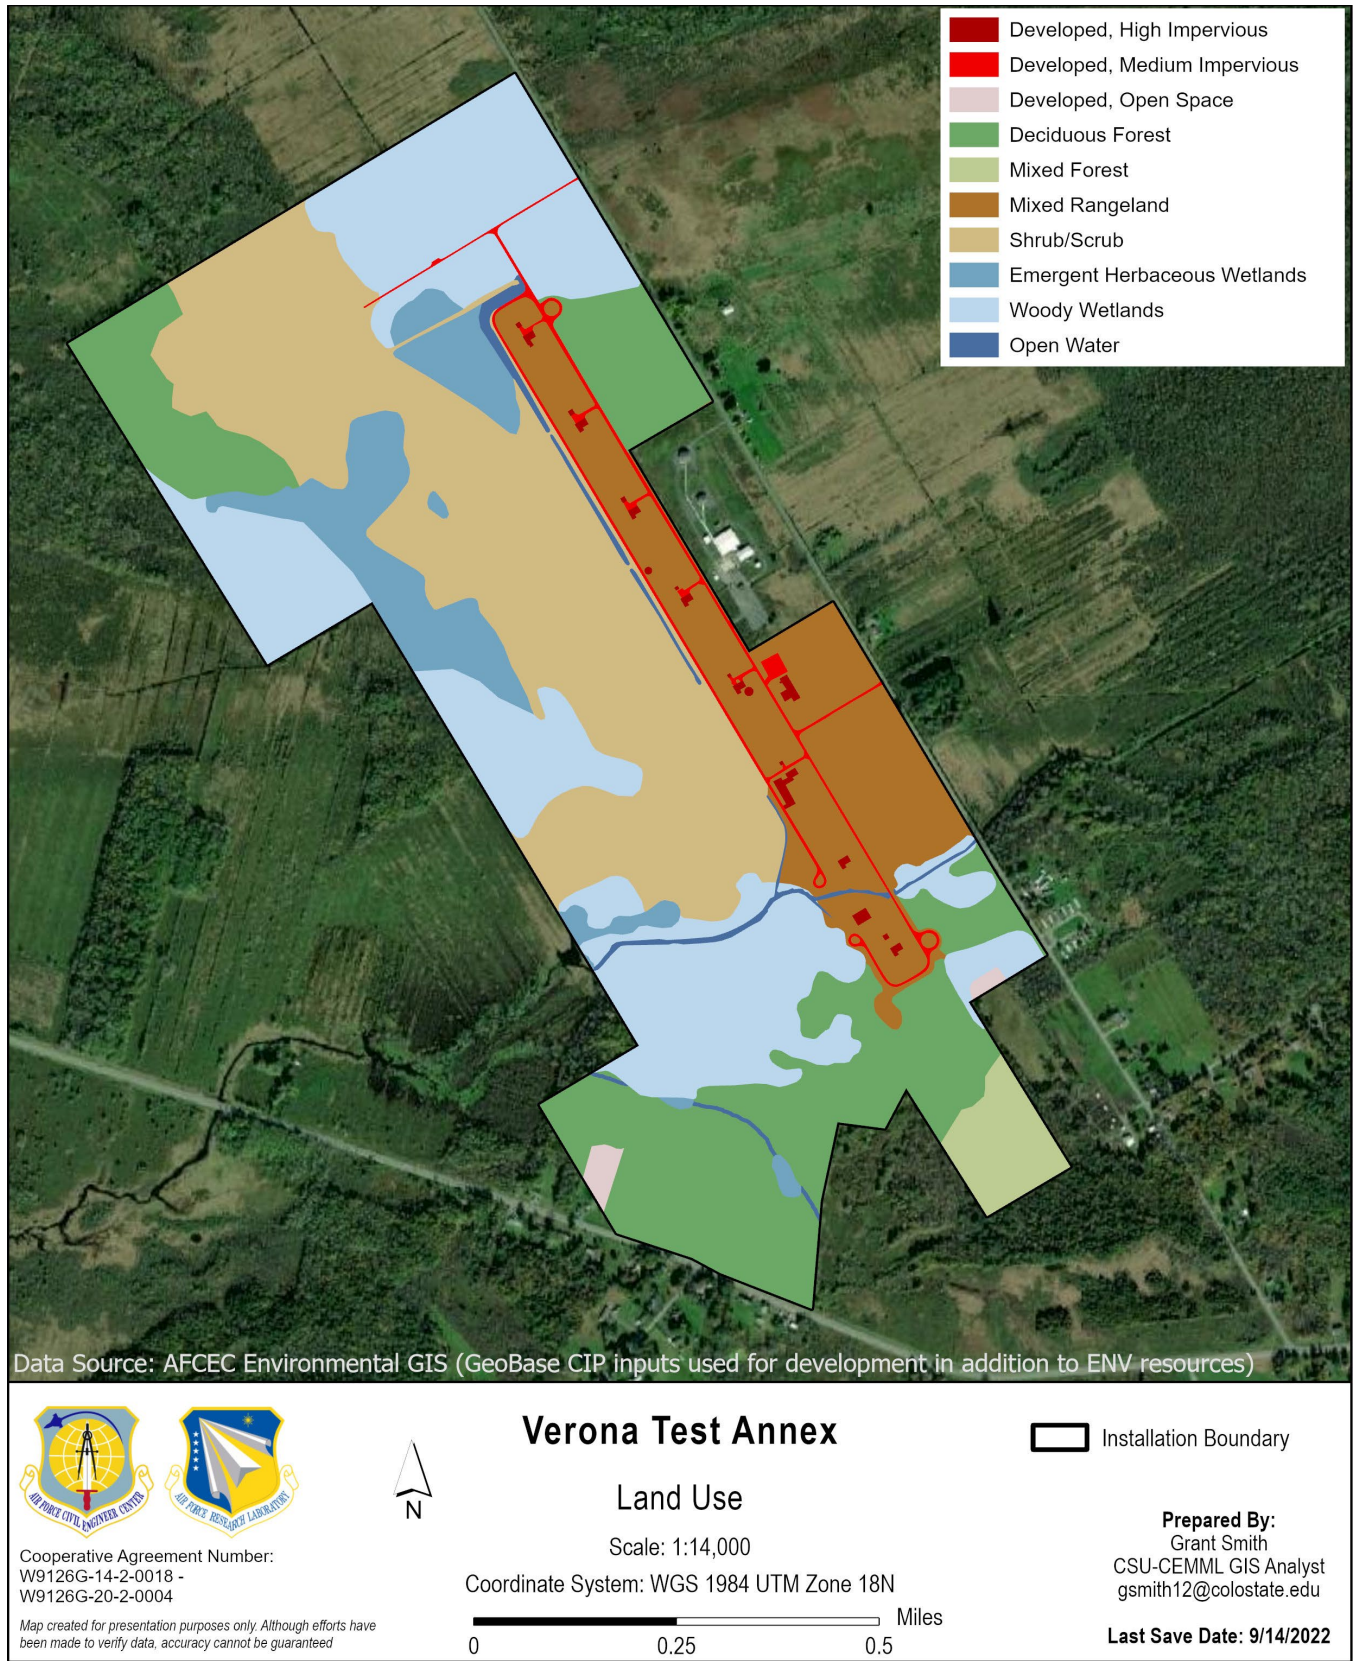 Developed, High Impervious
Developed, Medium Impervious
Developed, Open Space
Deciduous Forest
Mixed Forest
Mixed Rangeland
Shrub/Scrub
Emergent Herbaceous Wetlands
Woody Wetlands
Open Water
Data Source: AFCEC Environmental GIS (GeoBase CIP inputs used for development in addition to ENV resources)
AIR FORCE CIVIL ENGINEER CENTER
AIR FORCE RESEARCH LABORATORY
Cooperative Agreement Number:
W9126G-14-2-0018 -
W9126G-20-2-0004
Map created for presentation purposes only. Although efforts have
been made to verify data, accuracy cannot be guaranteed
N
Verona Test Annex
Land Use
Scale: 1:14,000
Coordinate System: WGS 1984 UTM Zone 18N
Miles
0 0.25 0.5
Installation Boundary
Prepared By:
Grant Smith
CSU-CEMML GIS Analyst
gsmith12@colostate.edu
Last Save Date: 9/14/2022